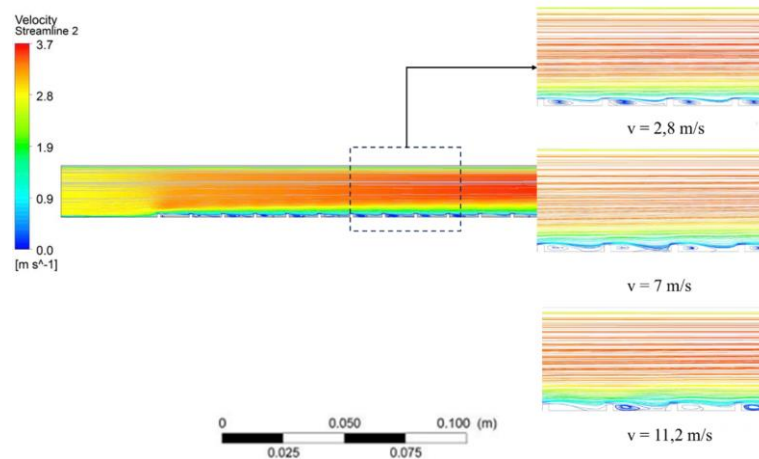 Velocity
Streamline 2
3.7
2.8
1.9
0.9
0.0
[m s^-1]
v = 2,8 m/s
v = 7 m/s
v = 11,2 m/s
0 0.050 0.100 (m)
0.025 0.075